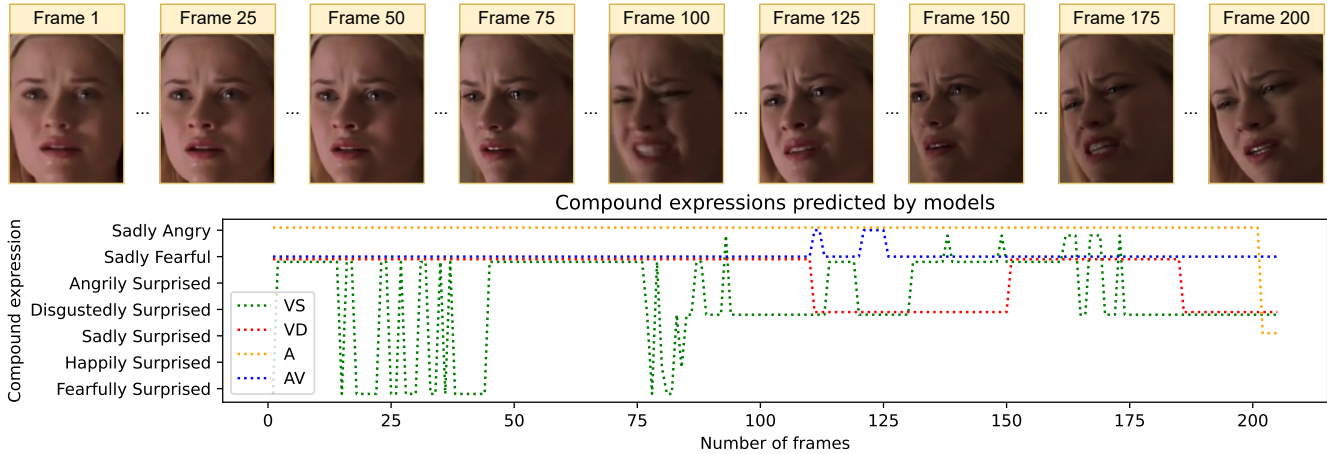 Frame 1 Frame 25 Frame 50 Frame 75 Frame 100 Frame 125 Frame 150 Frame 175 Frame 200
... ... ... ... ... ... ... ...
Compound expressions predicted by models
Compound expression
Sadly Angry
Sadly Fearful
Angrily Surprised
Disgustedly Surprised
Sadly Surprised
Happily Surprised
Fearfully Surprised
VS
VD
A
AV
0 25 50 75 100 125 150 175 200
Number of frames